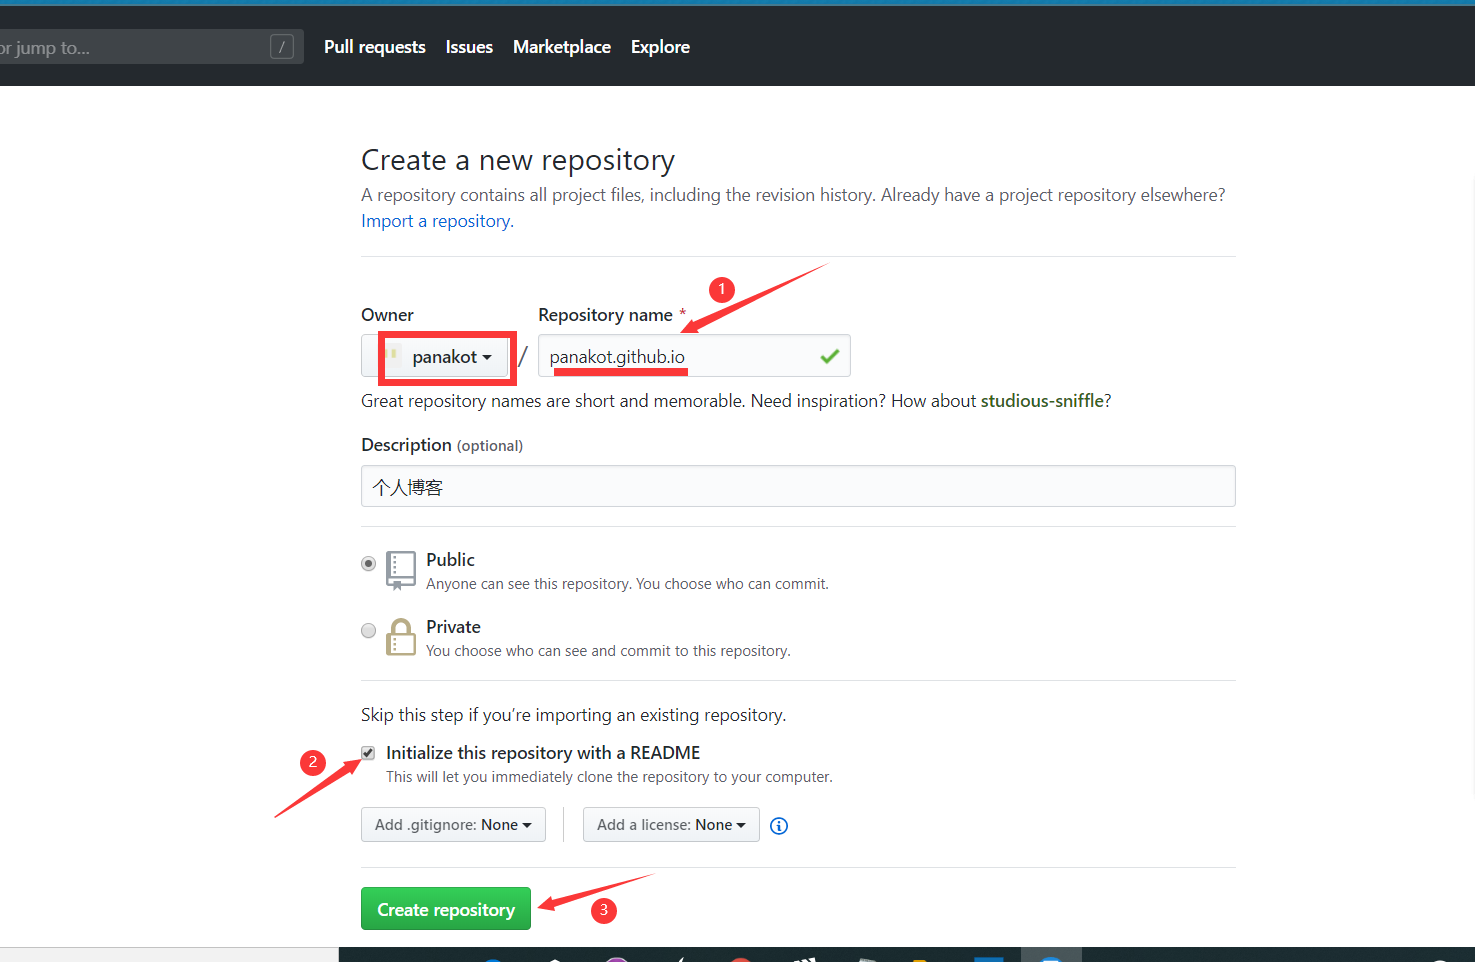 or jump to... /
Pull requests Issues Marketplace Explore
Create a new repository
A repository contains all project files, including the revision history. Already have a project repository elsewhere?
Import a repository.
1
Owner Repository name *
panakot / panakot.github.io
Great repository names are short and memorable. Need inspiration? How about studious-sniffle?
Description (optional)
个人博客
Public
Anyone can see this repository. You choose who can commit.
Private
You choose who can see and commit to this repository.
Skip this step if you’re importing an existing repository.
2 Initialize this repository with a README
This will let you immediately clone the repository to your computer.
Add .gitignore: None Add a license: None
Create repository 3